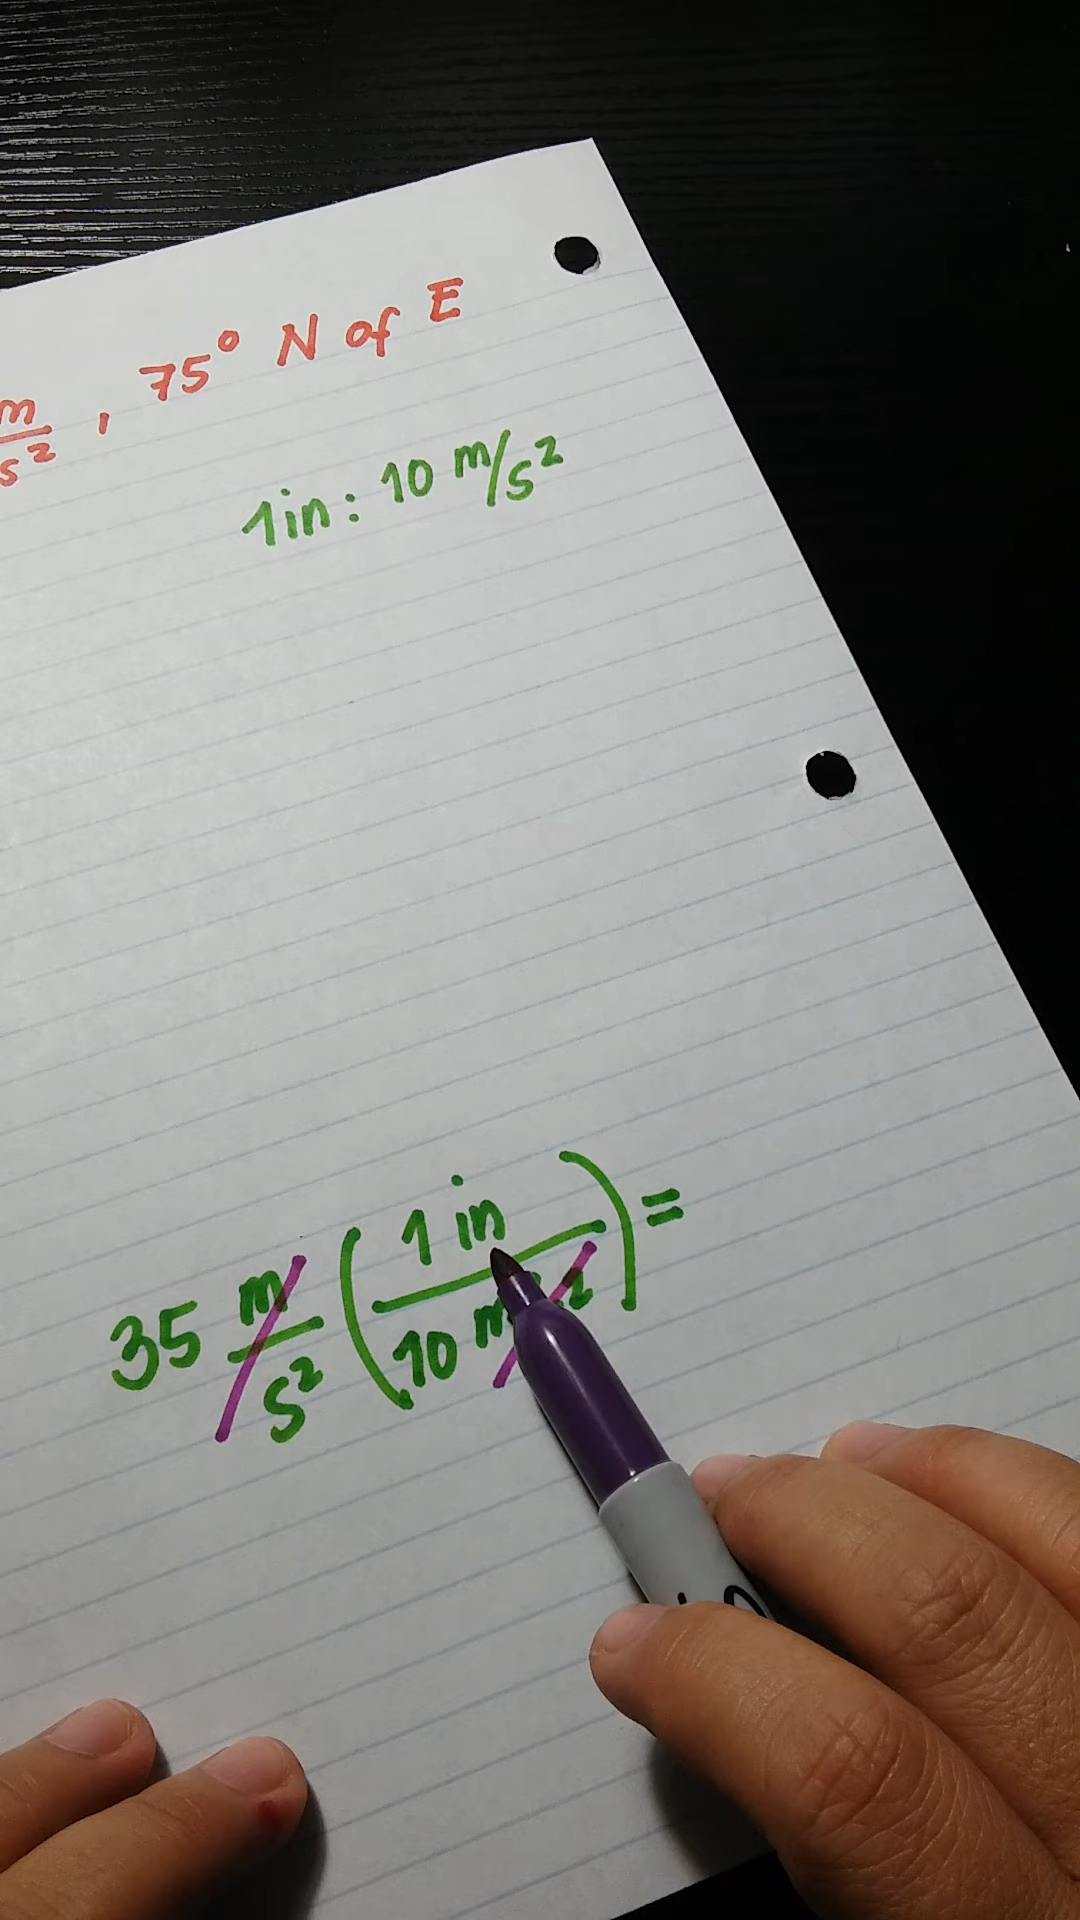 m/s² , 75° N of E
1in : 10 m/s²
35 m/s² (1 in / 10 m s²) =